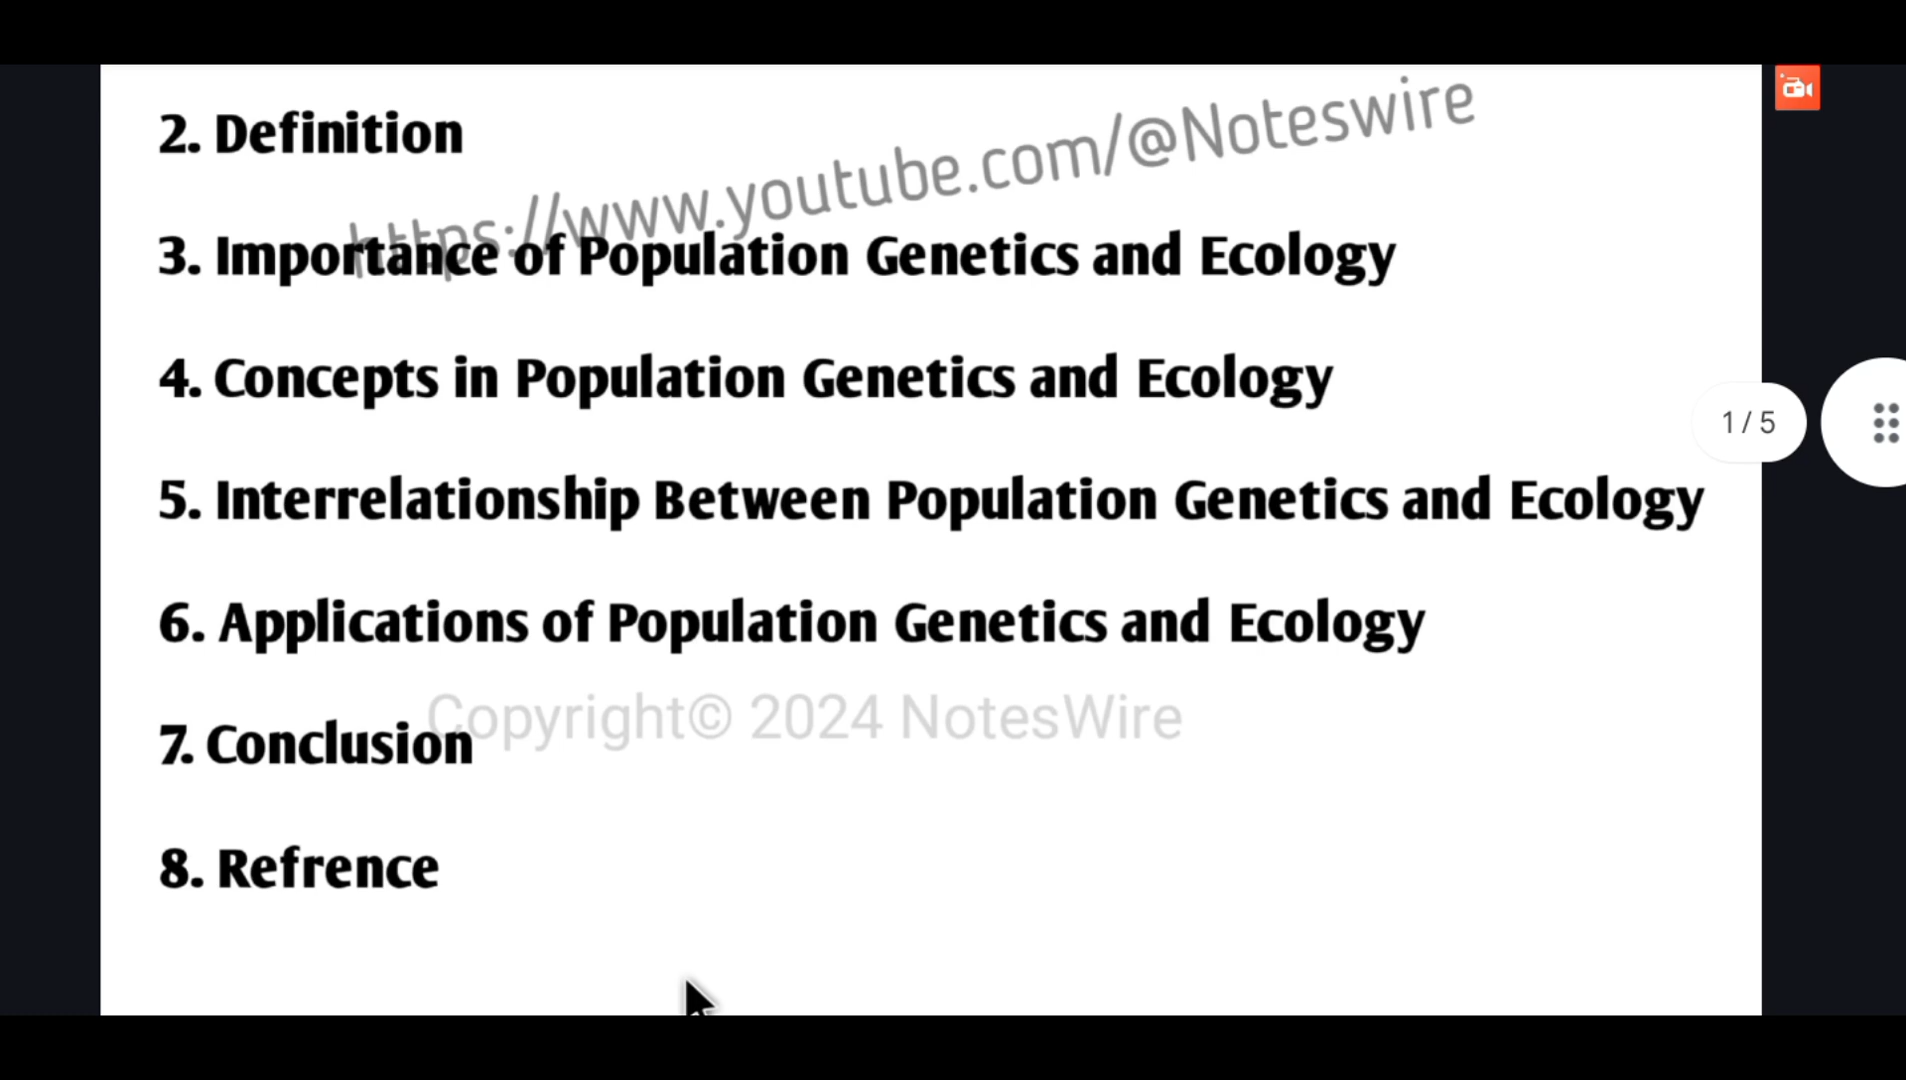 2. Definition
https://www.youtube.com/@Noteswire
3. Importance of Population Genetics and Ecology
4. Concepts in Population Genetics and Ecology
1 / 5
5. Interrelationship Between Population Genetics and Ecology
6. Applications of Population Genetics and Ecology
Copyright© 2024 NotesWire
7. Conclusion
8. Refrence